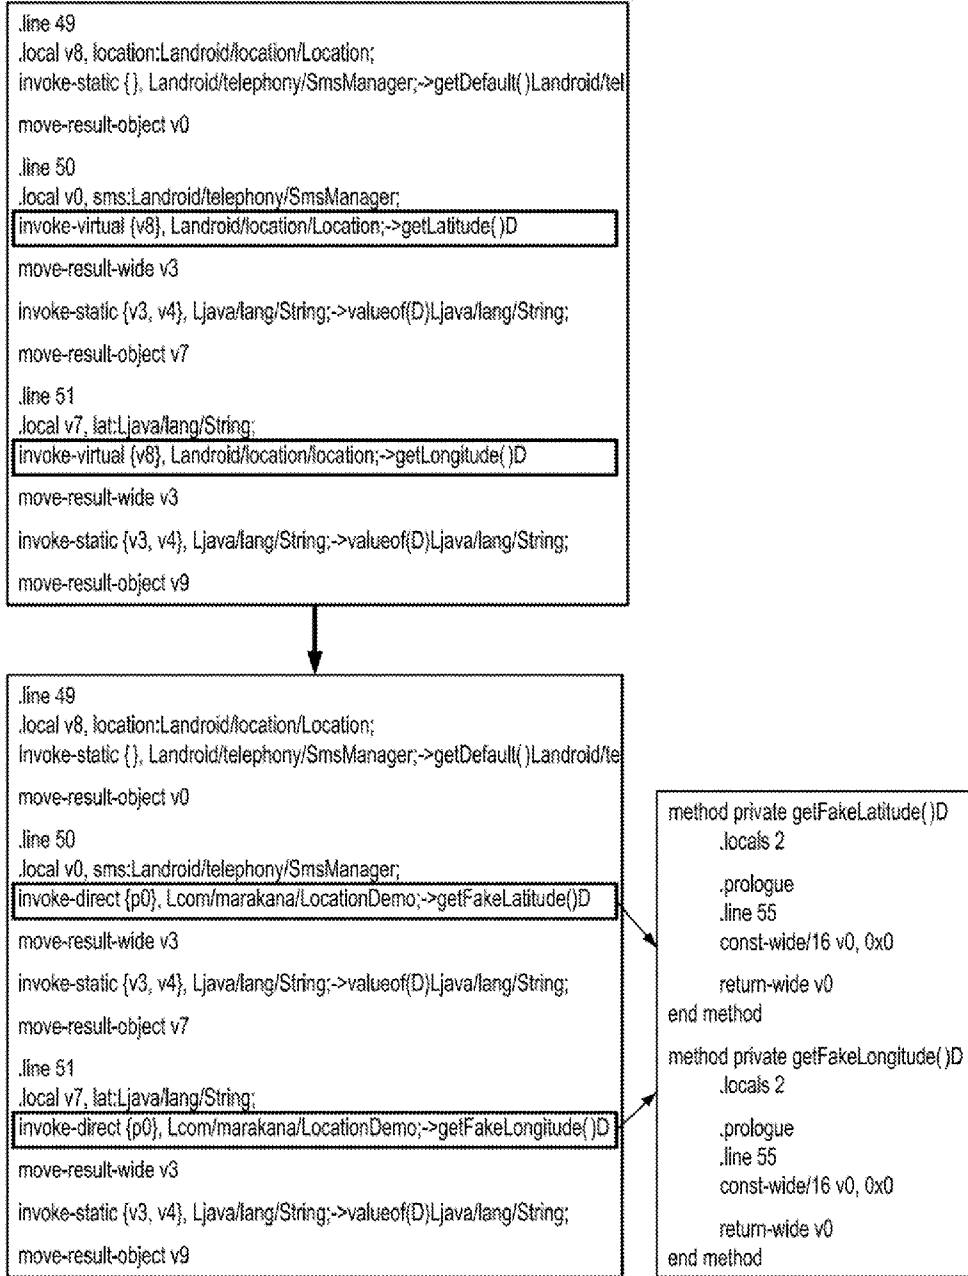 .line 49
.local v8, location:Landroid/location/Location;
invoke-static {}, Landroid/telephony/SmsManager;->getDefault()Landroid/tel
move-result-object v0
.line 50
.local v0, sms:Landroid/telephony/SmsManager;
invoke-virtual {v8}, Landroid/location/Location;->getLatitude()D
move-result-wide v3
invoke-static {v3, v4}, Ljava/lang/String;->valueof(D)Ljava/lang/String;
move-result-object v7
.line 51
.local v7, lat:Ljava/lang/String;
invoke-virtual {v8}, Landroid/location/location;->getLongitude()D
move-result-wide v3
invoke-static {v3, v4}, Ljava/lang/String;->valueof(D)Ljava/lang/String;
move-result-object v9
.line 49
.local v8, location:Landroid/location/Location;
invoke-static {}, Landroid/telephony/SmsManager;->getDefault()Landroid/te
move-result-object v0
.line 50
.local v0, sms:Landroid/telephony/SmsManager;
invoke-direct {p0}, Lcom/marakana/LocationDemo;->getFakeLatitude()D
move-result-wide v3
invoke-static {v3, v4}, Ljava/lang/String;->valueof(D)Ljava/lang/String;
move-result-object v7
.line 51
.local v7, lat:Ljava/lang/String;
invoke-direct {p0}, Lcom/marakana/LocationDemo;->getFakeLongitude()D
move-result-wide v3
invoke-static {v3, v4}, Ljava/lang/String;->valueof(D)Ljava/lang/String;
move-result-object v9
method private getFakeLatitude()D
.locals 2
.prologue
.line 55
const-wide/16 v0, 0x0
return-wide v0
end method
method private getFakeLongitude()D
.locals 2
.prologue
.line 55
const-wide/16 v0, 0x0
return-wide v0
end method